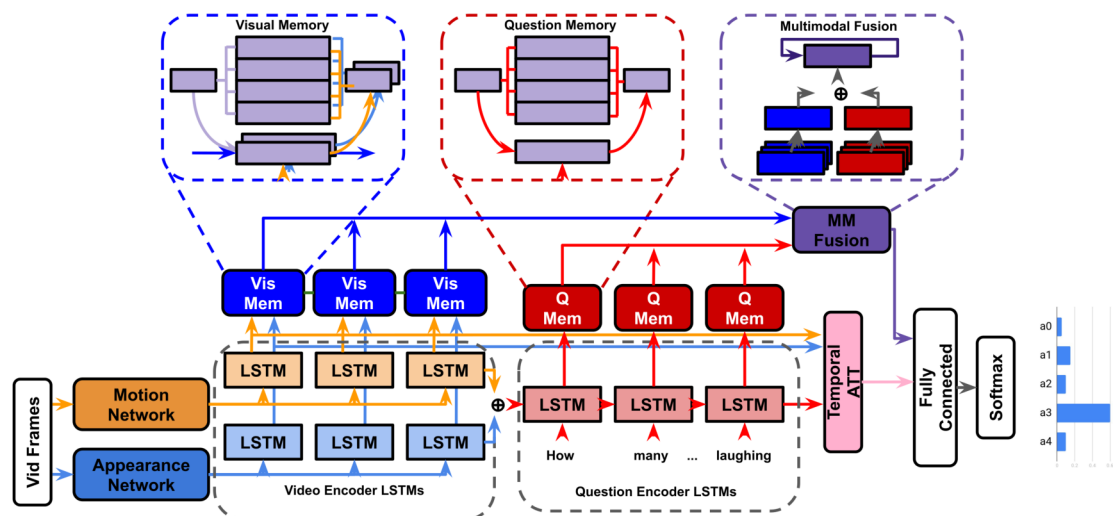 Visual Memory
Question Memory
Multimodal Fusion
MM
Fusion
Vis
Mem
Vis
Mem
Vis
Mem
Q
Mem
Q
Mem
Q
Mem
Vid Frames
Motion
Network
Appearance
Network
LSTM
LSTM
LSTM
LSTM
LSTM
LSTM
Video Encoder LSTMs
LSTM
LSTM
LSTM
How
many
...
laughing
Question Encoder LSTMs
Temporal
ATT
Fully
Connected
Softmax
a0
a1
a2
a3
a4